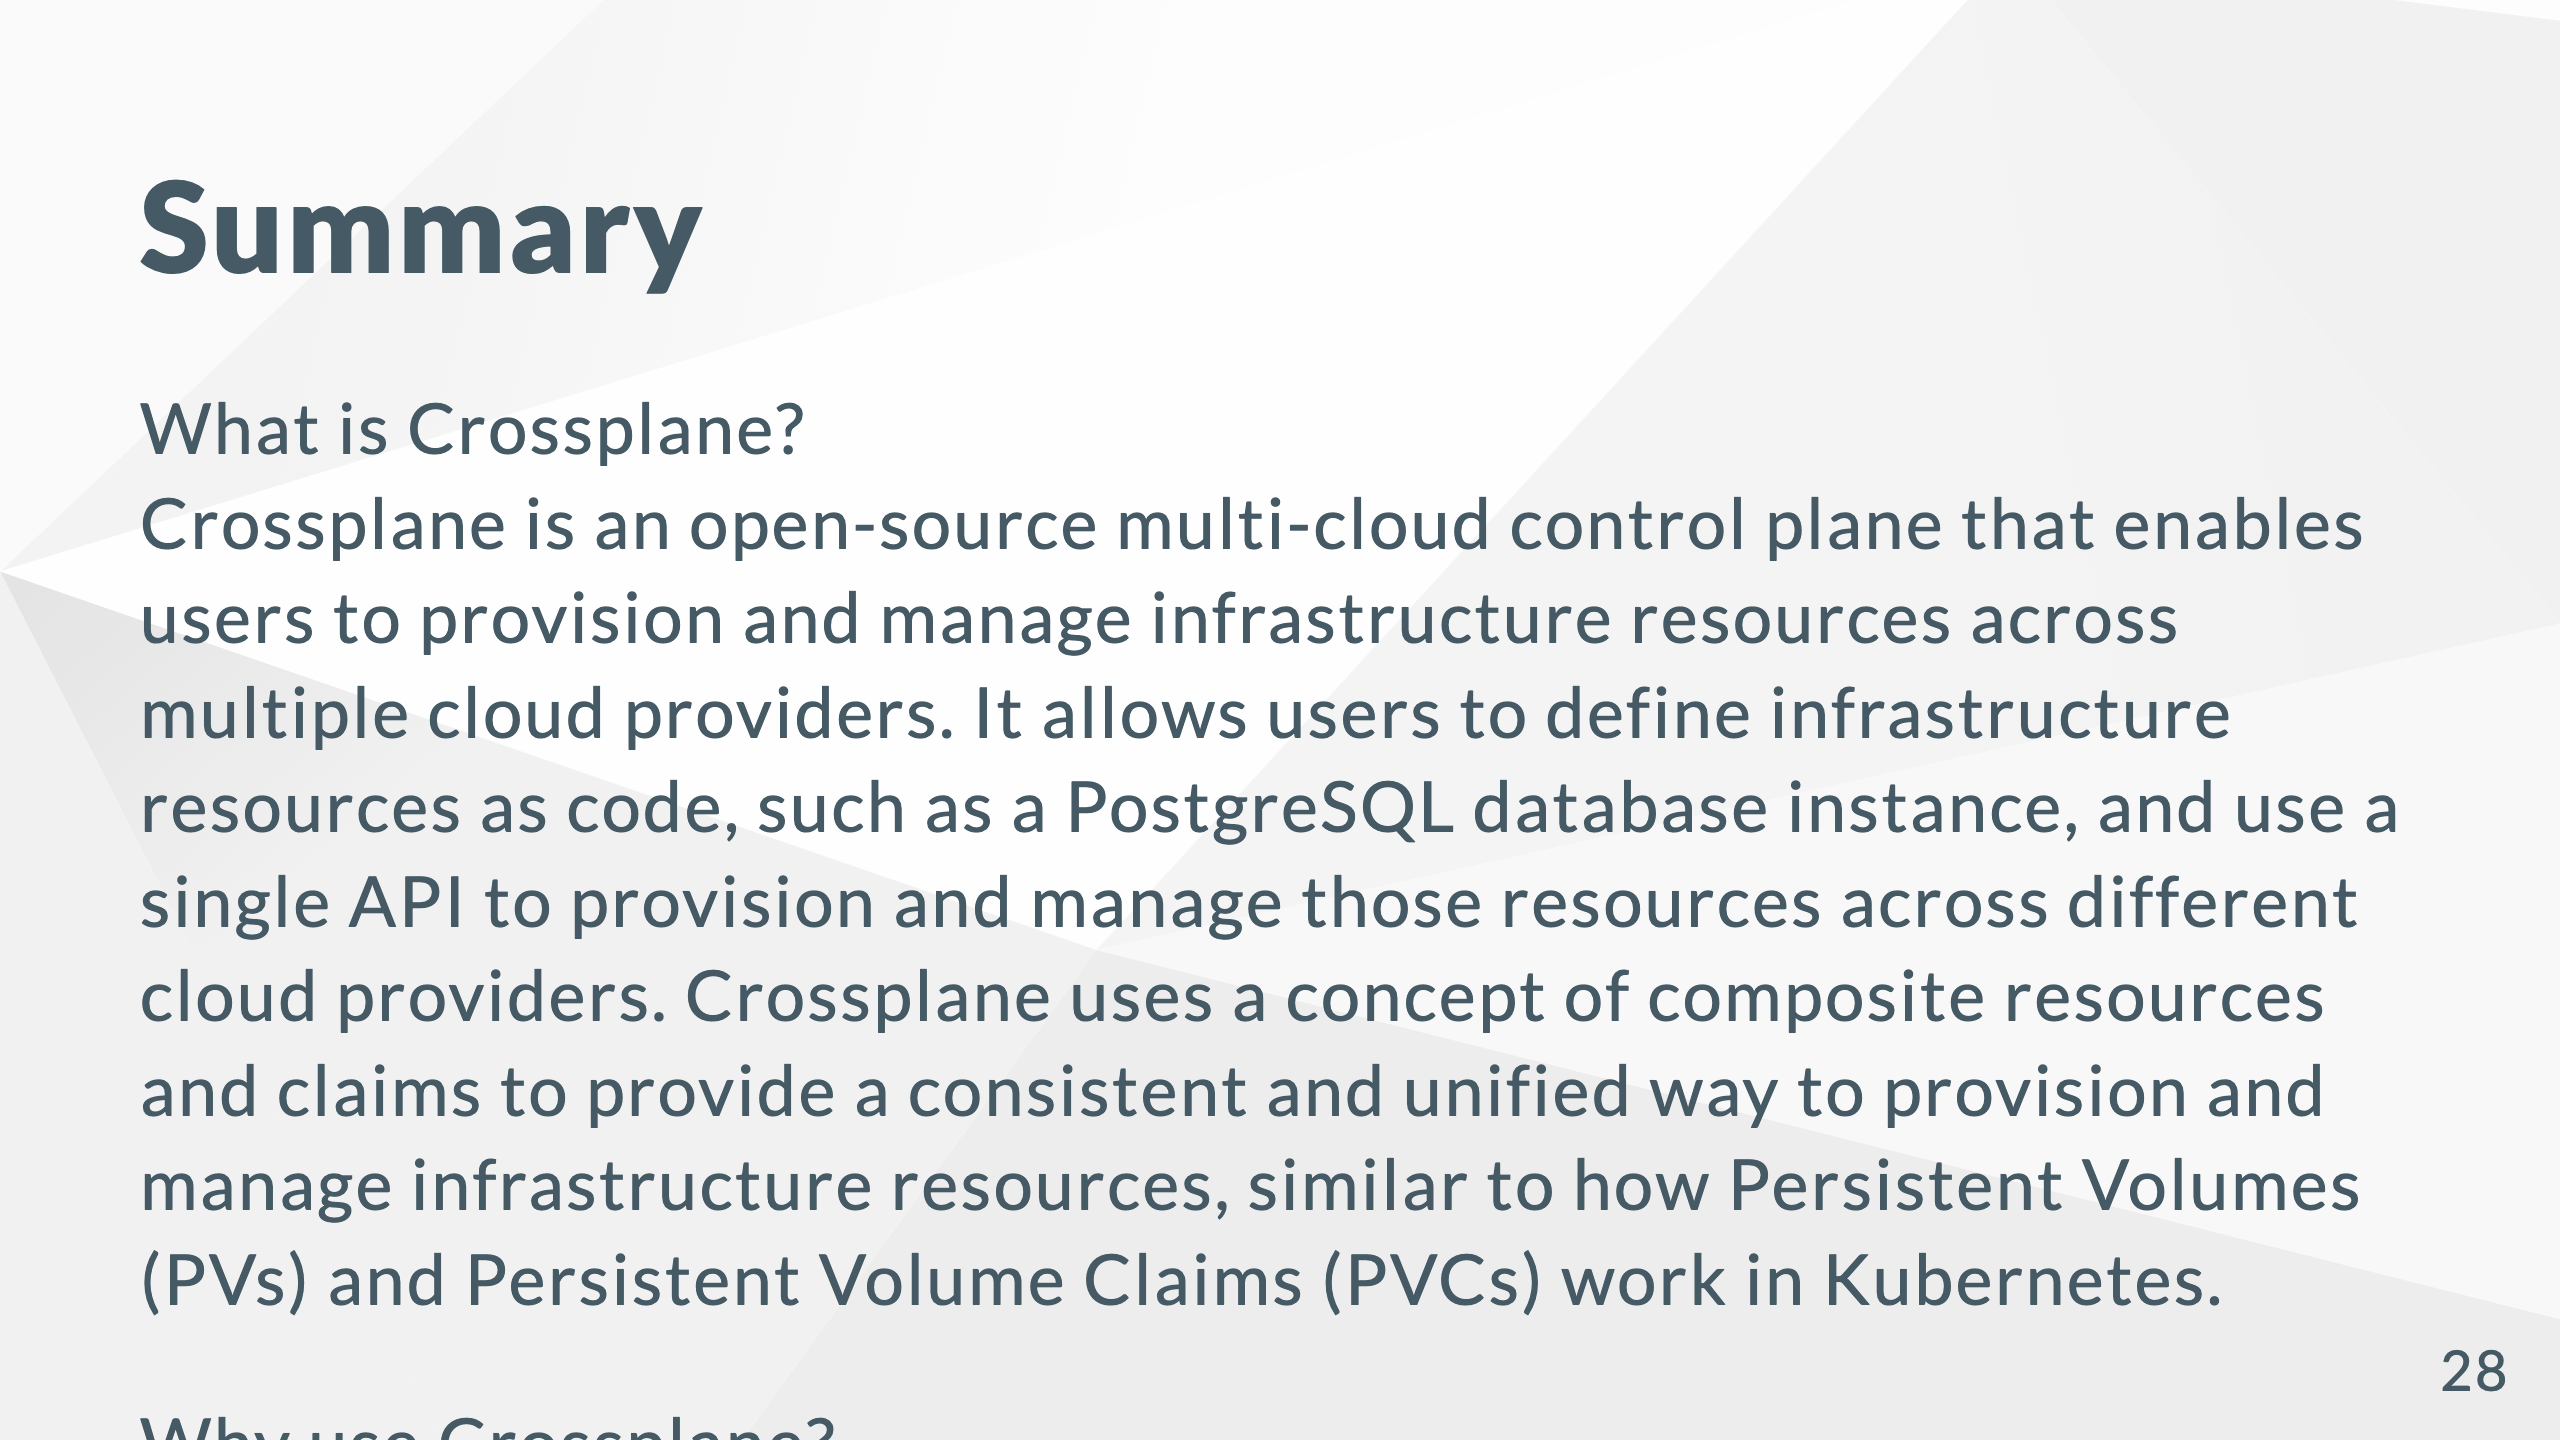 Summary
What is Crossplane?
Crossplane is an open-source multi-cloud control plane that enables
users to provision and manage infrastructure resources across
multiple cloud providers. It allows users to define infrastructure
resources as code, such as a PostgreSQL database instance, and use a
single API to provision and manage those resources across different
cloud providers. Crossplane uses a concept of composite resources
and claims to provide a consistent and unified way to provision and
manage infrastructure resources, similar to how Persistent Volumes
(PVs) and Persistent Volume Claims (PVCs) work in Kubernetes.
28
Why use Crossplane?